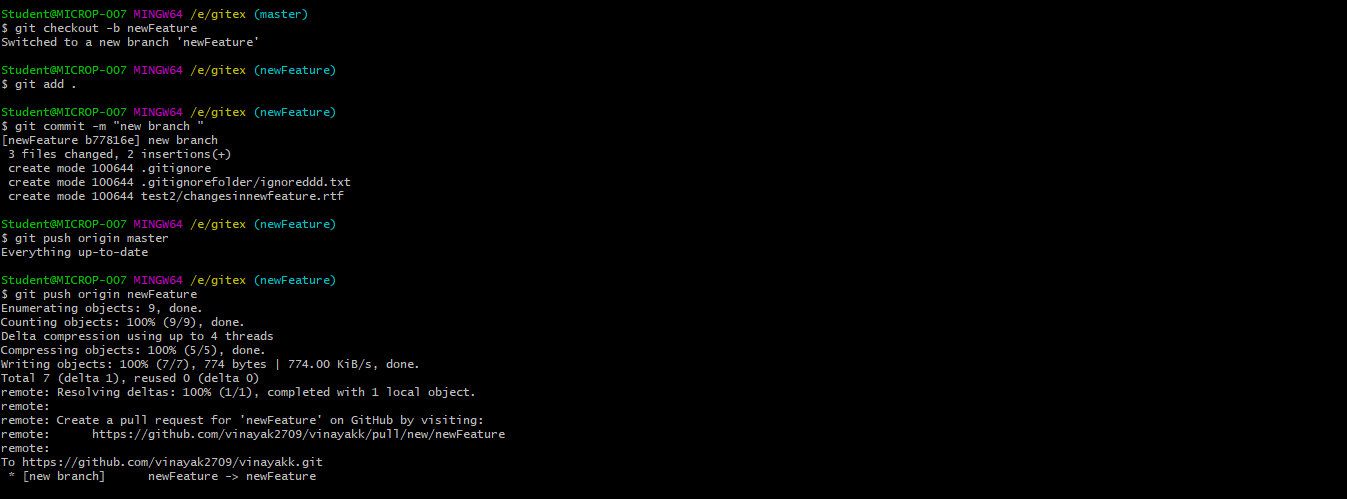 Student@MICROP-007 MINGW64 /e/gitex (master)
$ git checkout -b newFeature
Switched to a new branch 'newFeature'
Student@MICROP-007 MINGW64 /e/gitex (newFeature)
$ git add .
Student@MICROP-007 MINGW64 /e/gitex (newFeature)
$ git commit -m "new branch "
[newFeature b77816e] new branch
3 files changed, 2 insertions(+)
create mode 100644 .gitignore
create mode 100644 .gitignorefolder/ignoreddd.txt
create mode 100644 test2/changesinnewfeature.rtf
Student@MICROP-007 MINGW64 /e/gitex (newFeature)
$ git push origin master
Everything up-to-date
Student@MICROP-007 MINGW64 /e/gitex (newFeature)
$ git push origin newFeature
Enumerating objects: 9, done.
Counting objects: 100% (9/9), done.
Delta compression using up to 4 threads
Compressing objects: 100% (5/5), done.
Writing objects: 100% (7/7), 774 bytes | 774.00 KiB/s, done.
Total 7 (delta 1), reused 0 (delta 0)
remote: Resolving deltas: 100% (1/1), completed with 1 local object.
remote:
remote: Create a pull request for 'newFeature' on GitHub by visiting:
remote:      https://github.com/vinayak2709/vinayakk/pull/new/newFeature
remote:
To https://github.com/vinayak2709/vinayakk.git
* [new branch]      newFeature -> newFeature